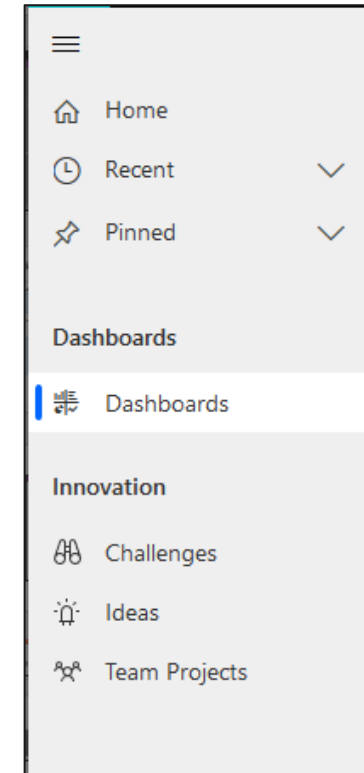 Home
Recent
Pinned
Dashboards
Dashboards
Innovation
Challenges
Ideas
Team Projects